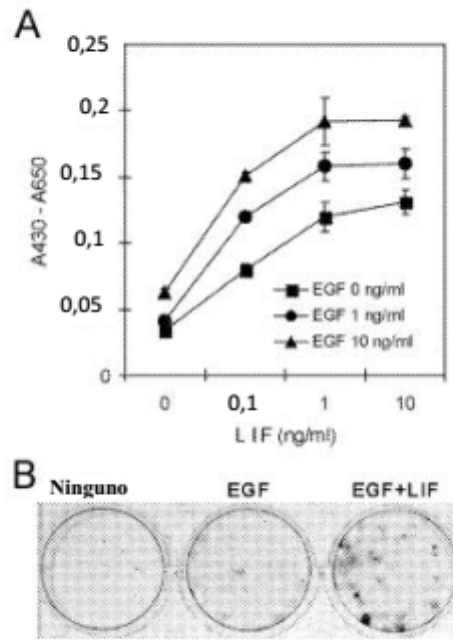 A
0,25
0,2
0,15
0,1
0,05
0
A430 - A650
EGF 0 ng/ml
EGF 1 ng/ml
EGF 10 ng/ml
0 0,1 1 10
LIF (ng/ml)
B
Ninguno EGF EGF+LIF